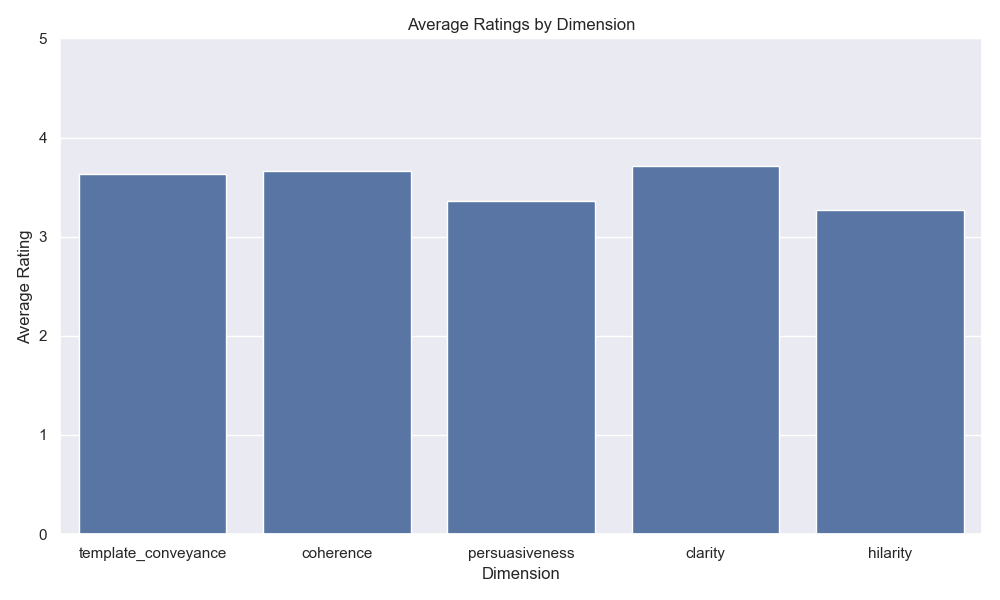 Average Ratings by Dimension
5
4
3
2
1
0
Average Rating
template_conveyance
coherence
persuasiveness
clarity
hilarity
Dimension